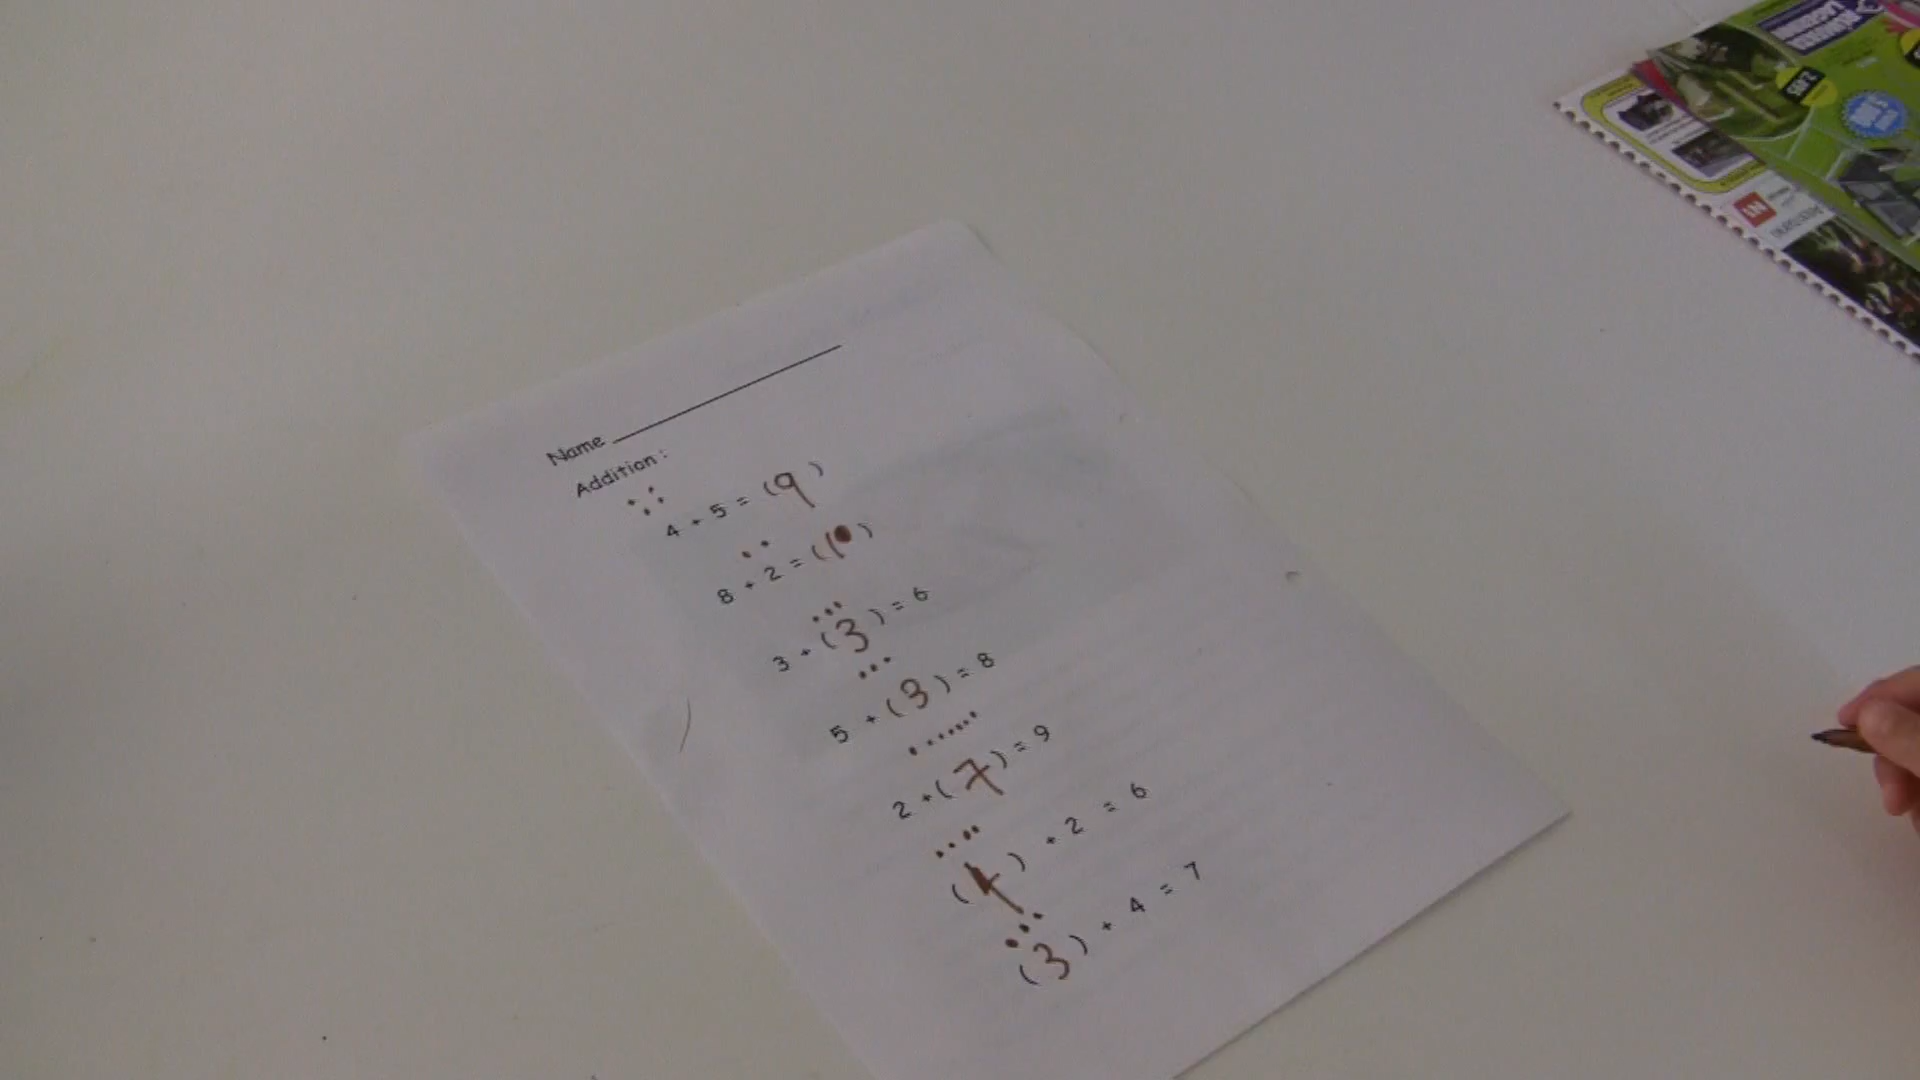 Name
Addition:
4 + 5 = (9)
8 + 2 = (10)
3 + (3) = 6
5 + (3) = 8
2 + (7) = 9
(4) + 2 = 6
(3) + 4 = 7